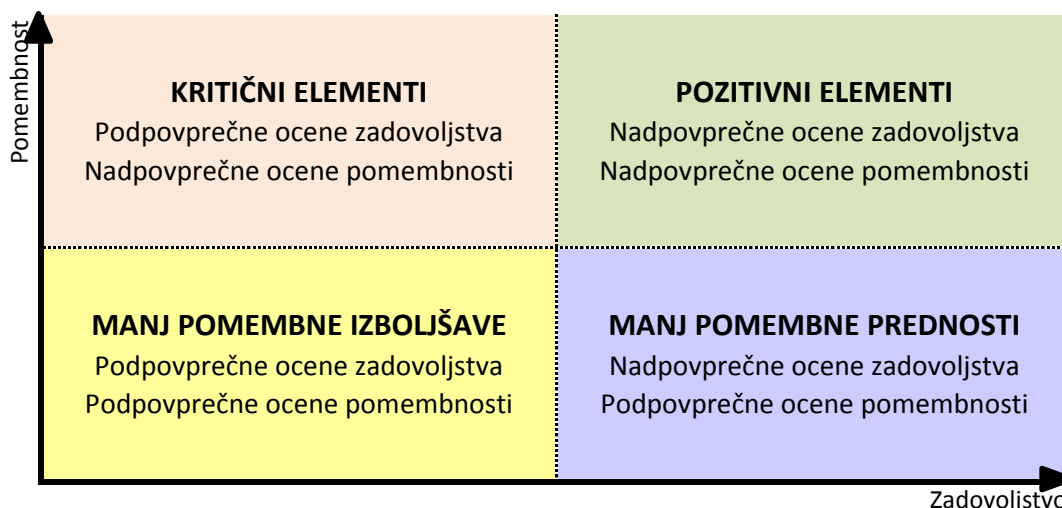 Pomembnost
KRITIČNI ELEMENTI
Podpovprečne ocene zadovoljstva
Nadpovprečne ocene pomembnosti
POZITIVNI ELEMENTI
Nadpovprečne ocene zadovoljstva
Nadpovprečne ocene pomembnosti
MANJ POMEMBNE IZBOLJŠAVE
Podpovprečne ocene zadovoljstva
Podpovprečne ocene pomembnosti
MANJ POMEMBNE PREDNOSTI
Nadpovprečne ocene zadovoljstva
Podpovprečne ocene pomembnosti
Zadovoljstvo